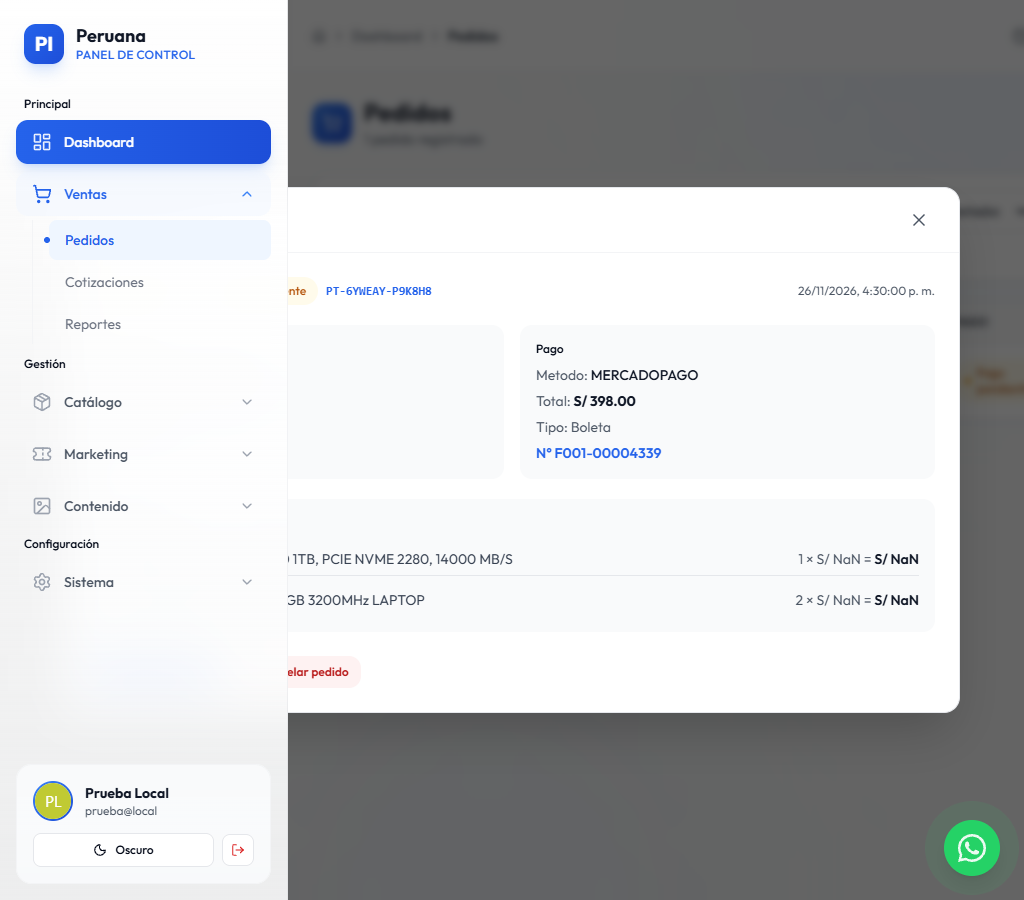 PI
Peruana
PANEL DE CONTROL
Principal
Dashboard
Ventas
Pedidos
Cotizaciones
Reportes
Gestión
Catálogo
Marketing
Contenido
Configuración
Sistema
PL
Prueba Local
prueba@local
Oscuro
Dashboard
Pedidos
Pedidos
PT-6YWEAY-P9K8H8
26/11/2026, 4:30:00 p. m.
Pago
Metodo: MERCADOPAGO
Total: S/ 398.00
Tipo: Boleta
N° F001-00004339
1TB, PCIE NVME 2280, 14000 MB/S
1 × S/ NaN = S/ NaN
GB 3200MHz LAPTOP
2 × S/ NaN = S/ NaN
elar pedido